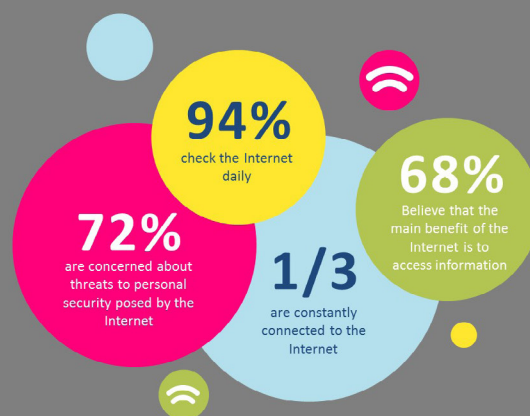 94%
check the Internet
daily
72%
are concerned about
threats to personal
security posed by the
Internet
1/3
are constantly
connected to the
Internet
68%
Believe that the
main benefit of the
Internet is to
access information